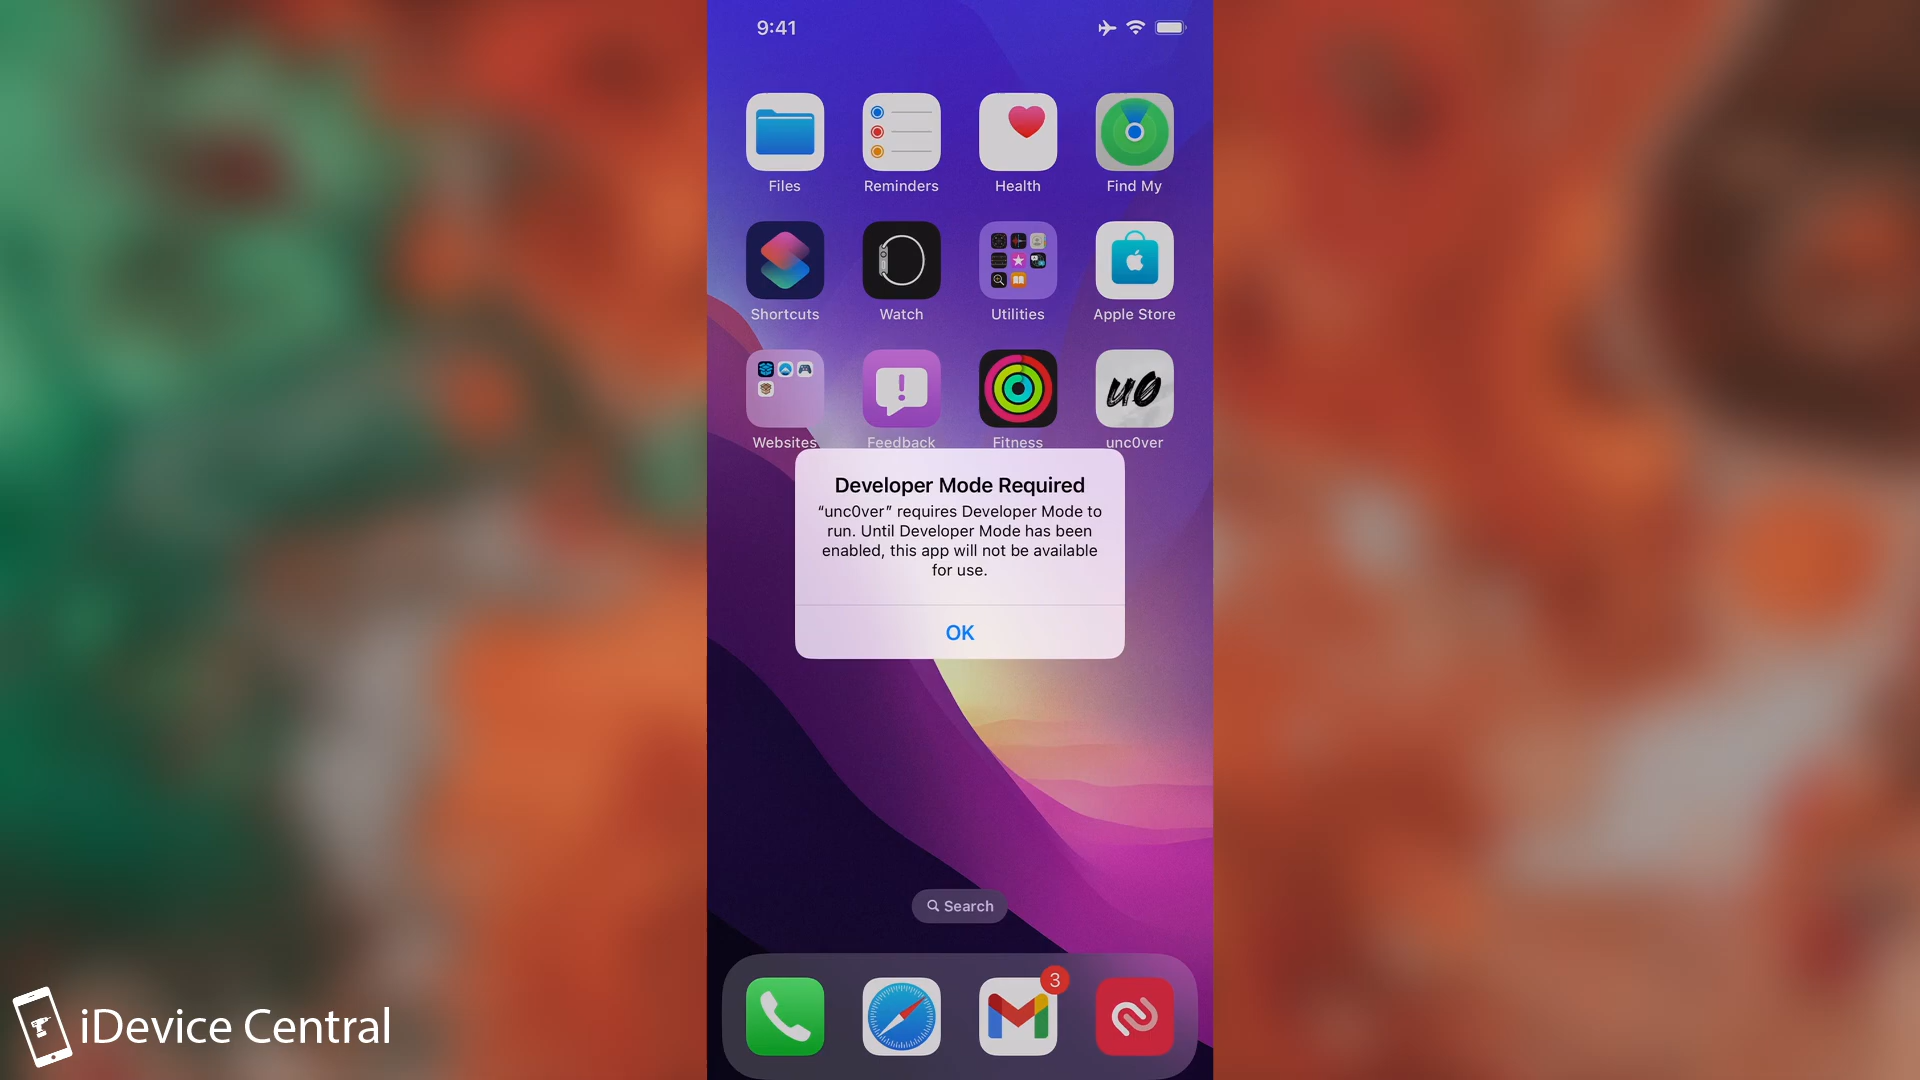 9:41
Files
Reminders
Health
Find My
Shortcuts
Watch
Utilities
Apple Store
Websites
Feedback
Fitness
unc0ver
u0
Developer Mode Required
“unc0ver” requires Developer Mode to
run. Until Developer Mode has been
enabled, this app will not be available
for use.
OK
Search
3
iDevice Central